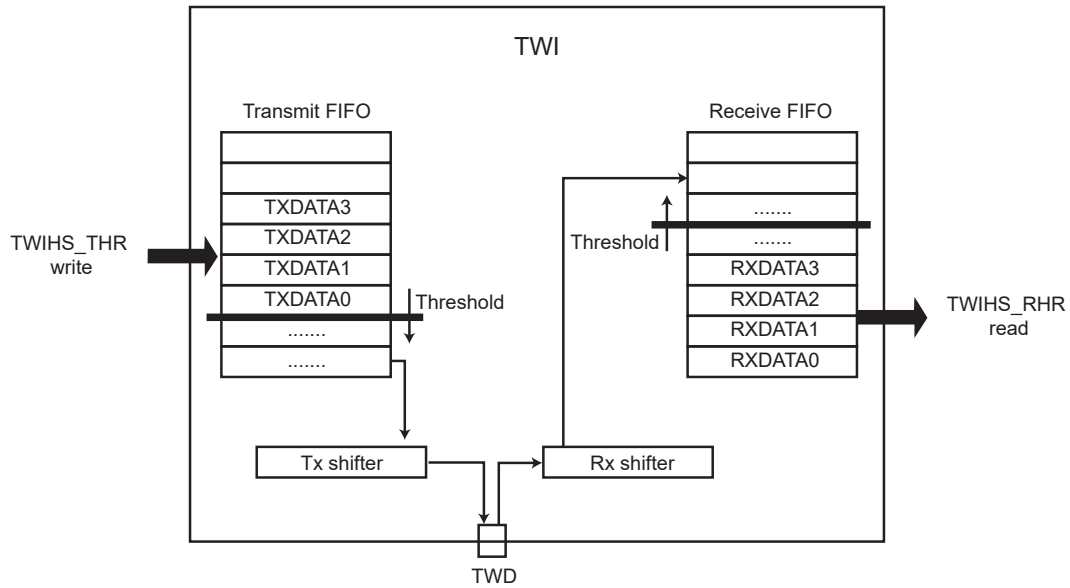 TWI
Transmit FIFO
Receive FIFO
TXDATA3
TXDATA2
TXDATA1
TXDATA0
.......
.......
Threshold
TWIHS_THR
write
.......
.......
RXDATA3
RXDATA2
RXDATA1
RXDATA0
Threshold
TWIHS_RHR
read
Tx shifter
Rx shifter
TWD